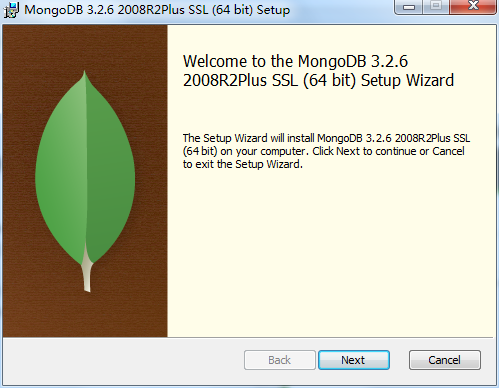 MongoDB 3.2.6 2008R2Plus SSL (64 bit) Setup
Welcome to the MongoDB 3.2.6
2008R2Plus SSL (64 bit) Setup Wizard
The Setup Wizard will install MongoDB 3.2.6 2008R2Plus SSL
(64 bit) on your computer. Click Next to continue or Cancel
to exit the Setup Wizard.
Back Next Cancel